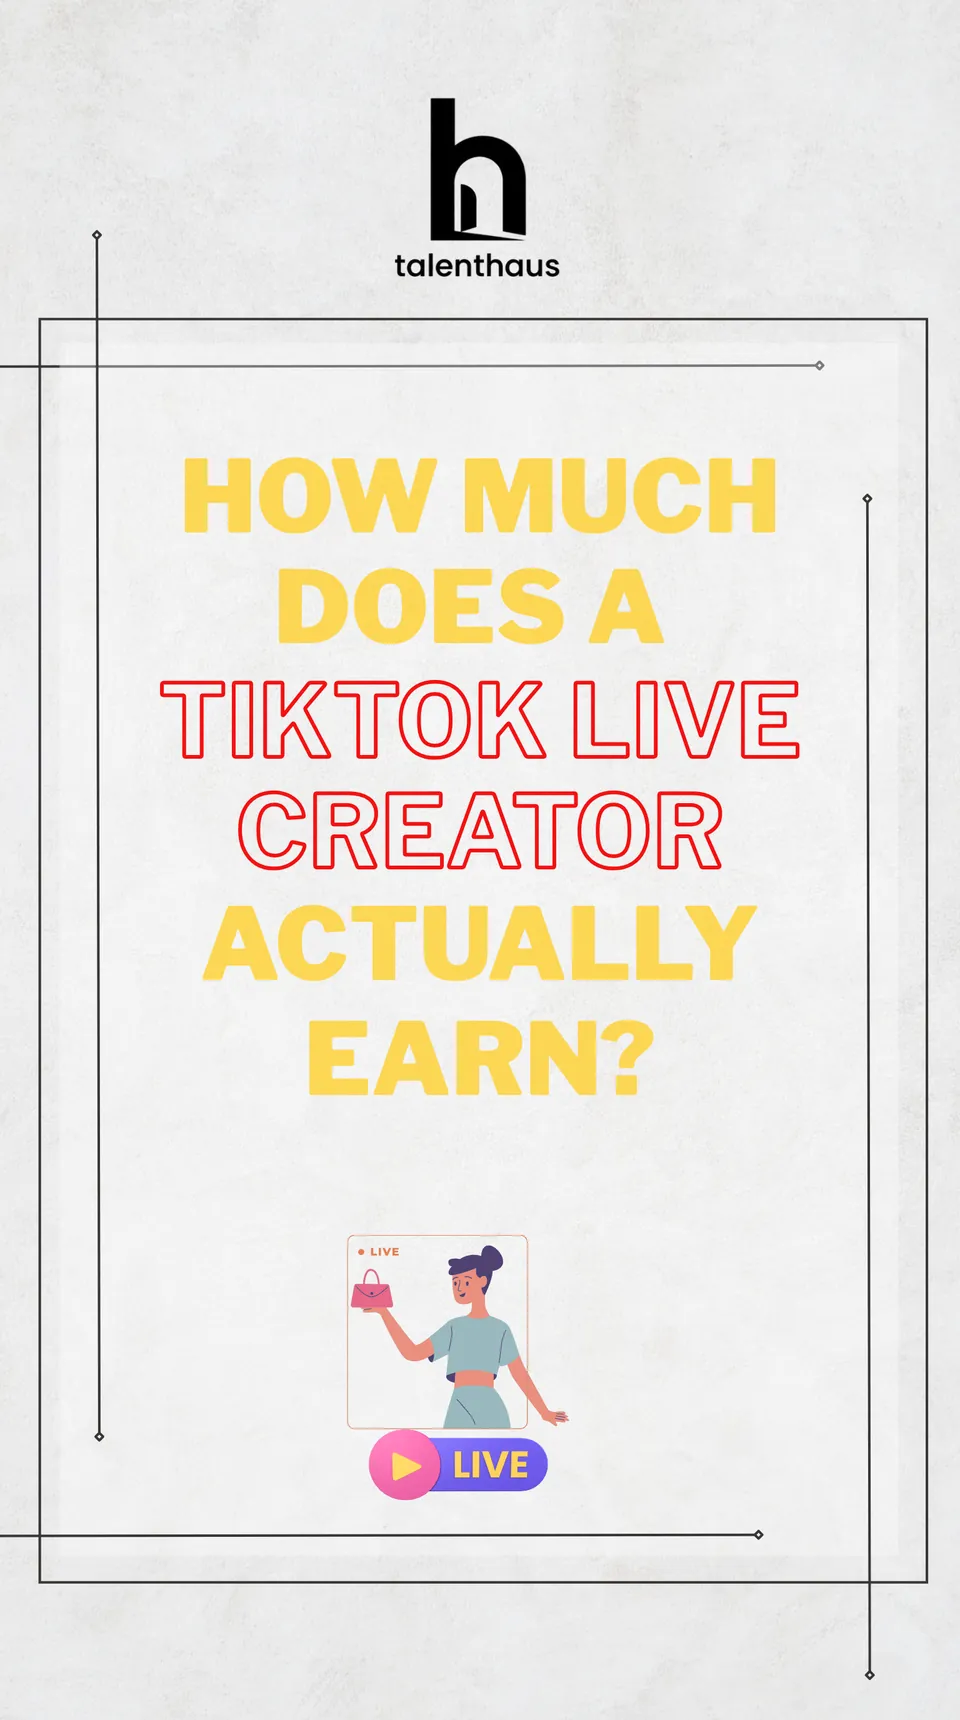 talenthaus
HOW MUCH
DOES A
TIKTOK LIVE
CREATOR
ACTUALLY
EARN?
LIVE
LIVE